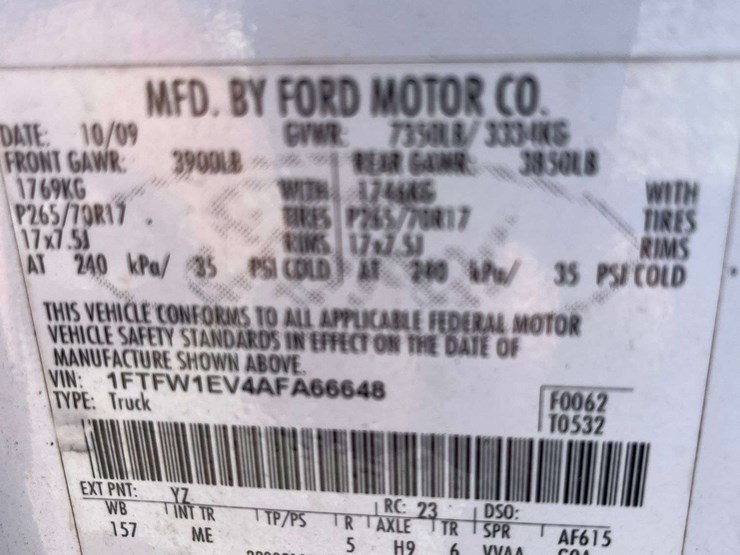 MFD. BY FORD MOTOR CO.
DATE: 10/09 GVWR: 7350LB/ 3334KG
FRONT GAWR: 3900LB REAR GAWR: 3850LB
1769KG WITH 1746KG WITH
P265/70R17 TIRES P265/70R17 TIRES
17x7.5J RIMS 17x7.5J RIMS
AT 240 kPa/ 35 PSI COLD AT 240 kPa/ 35 PSI COLD
THIS VEHICLE CONFORMS TO ALL APPLICABLE FEDERAL MOTOR
VEHICLE SAFETY STANDARDS IN EFFECT ON THE DATE OF
MANUFACTURE SHOWN ABOVE.
VIN: 1FTFW1EV4AFA66648
TYPE: Truck
F0062
T0532
EXT PNT: YZ RC: 23 DSO:
WB INT TR TP/PS R AXLE TR SPR AF615
157 ME 5 H9 6